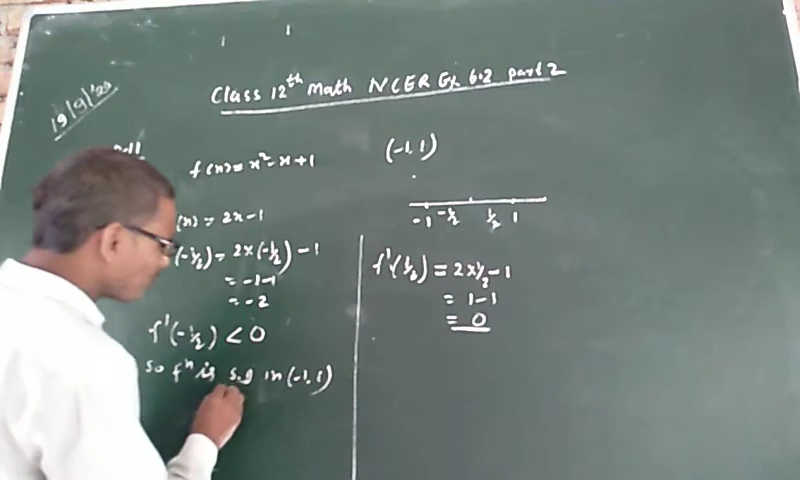 Class 12th Math NCER Ex 6.2 part 2
19/9/20
f(x) = x² - x + 1 (-1, 1)
-1 -½ ½ 1
(x) = 2x - 1
(-½) = 2×(-½) - 1
= -1-1
= -2
f'(-½) < 0
so fⁿ is s.d in (-1, 1)
f'(½) = 2×½ - 1
= 1 - 1
= 0